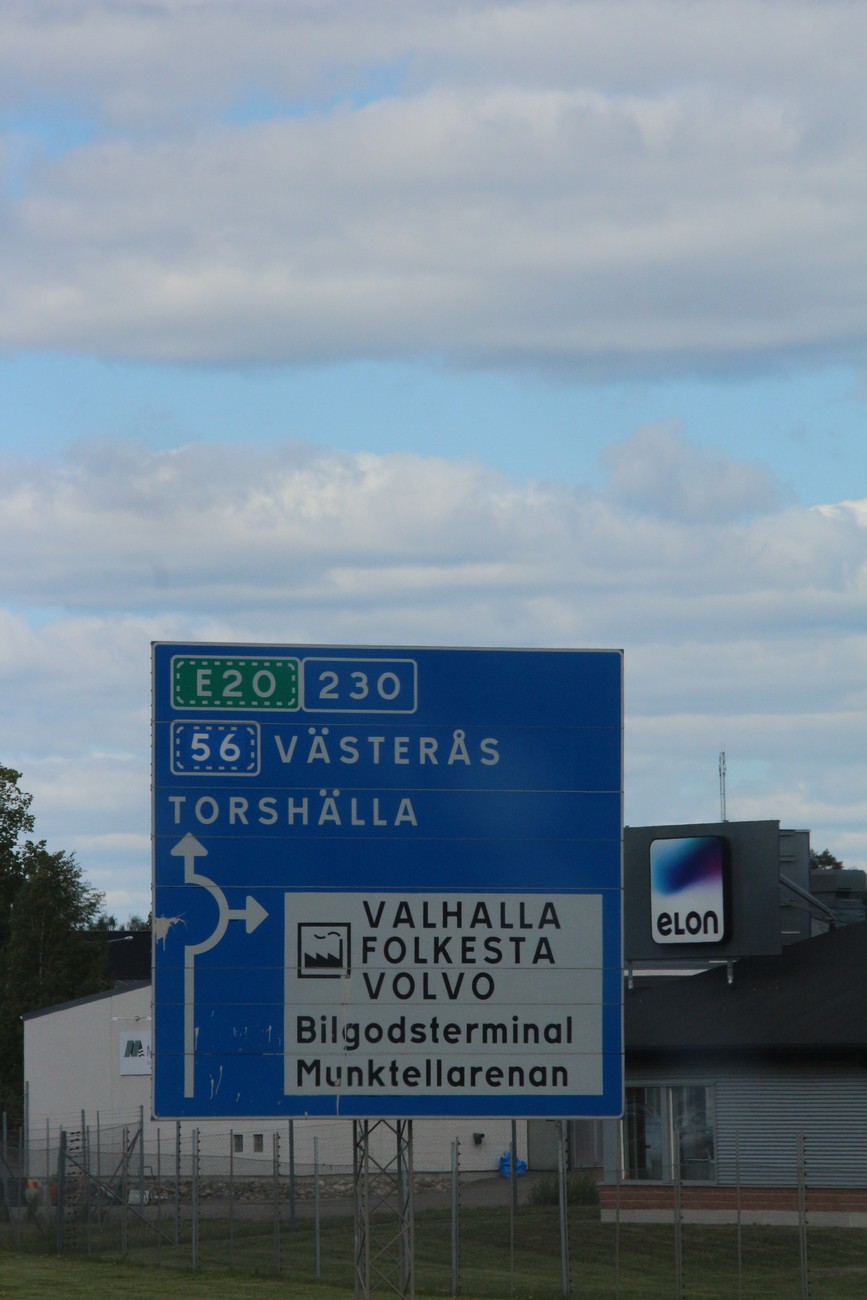 E20 230
56 VÄSTERÅS
TORSHÄLLA
VALHALLA
FOLKESTA
VOLVO
Bilgodsterminal
Munktellarenan
eLon